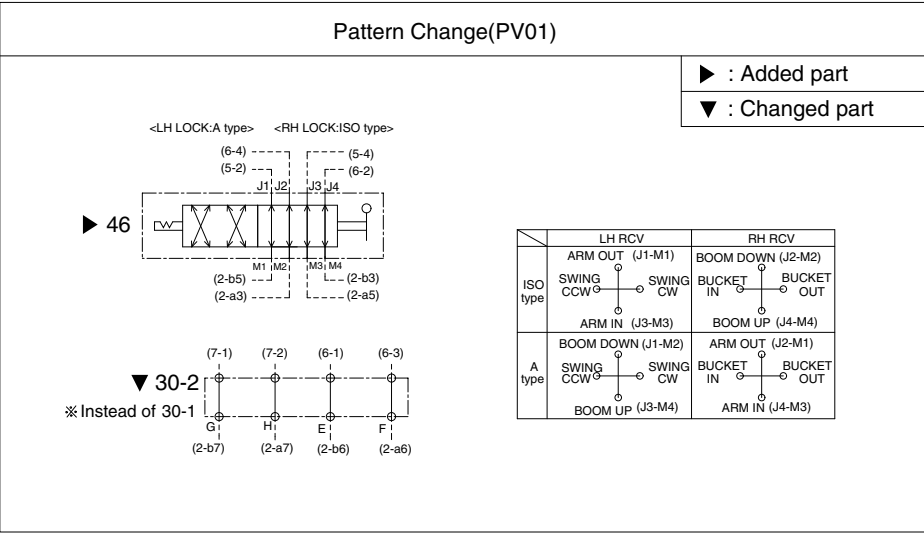 Pattern Change(PV01)
▶ : Added part
▼ : Changed part
<LH LOCK:A type> <RH LOCK:ISO type>
(6-4) (5-4)
(5-2) (6-2)
J1 J2 J3 J4
▶ 46
M1 M2 M3 M4
(2-b5) (2-b3)
(2-a3) (2-a5)
LH RCV RH RCV
ISO type
ARM OUT (J1-M1)
SWING CCW SWING CW
ARM IN (J3-M3)
BOOM DOWN (J2-M2)
BUCKET IN BUCKET OUT
BOOM UP (J4-M4)
A type
BOOM DOWN (J1-M2)
SWING CCW SWING CW
BOOM UP (J3-M4)
ARM OUT (J2-M1)
BUCKET IN BUCKET OUT
ARM IN (J4-M3)
(7-1) (7-2) (6-1) (6-3)
▼ 30-2
※Instead of 30-1
G H E F
(2-b7) (2-a7) (2-b6) (2-a6)